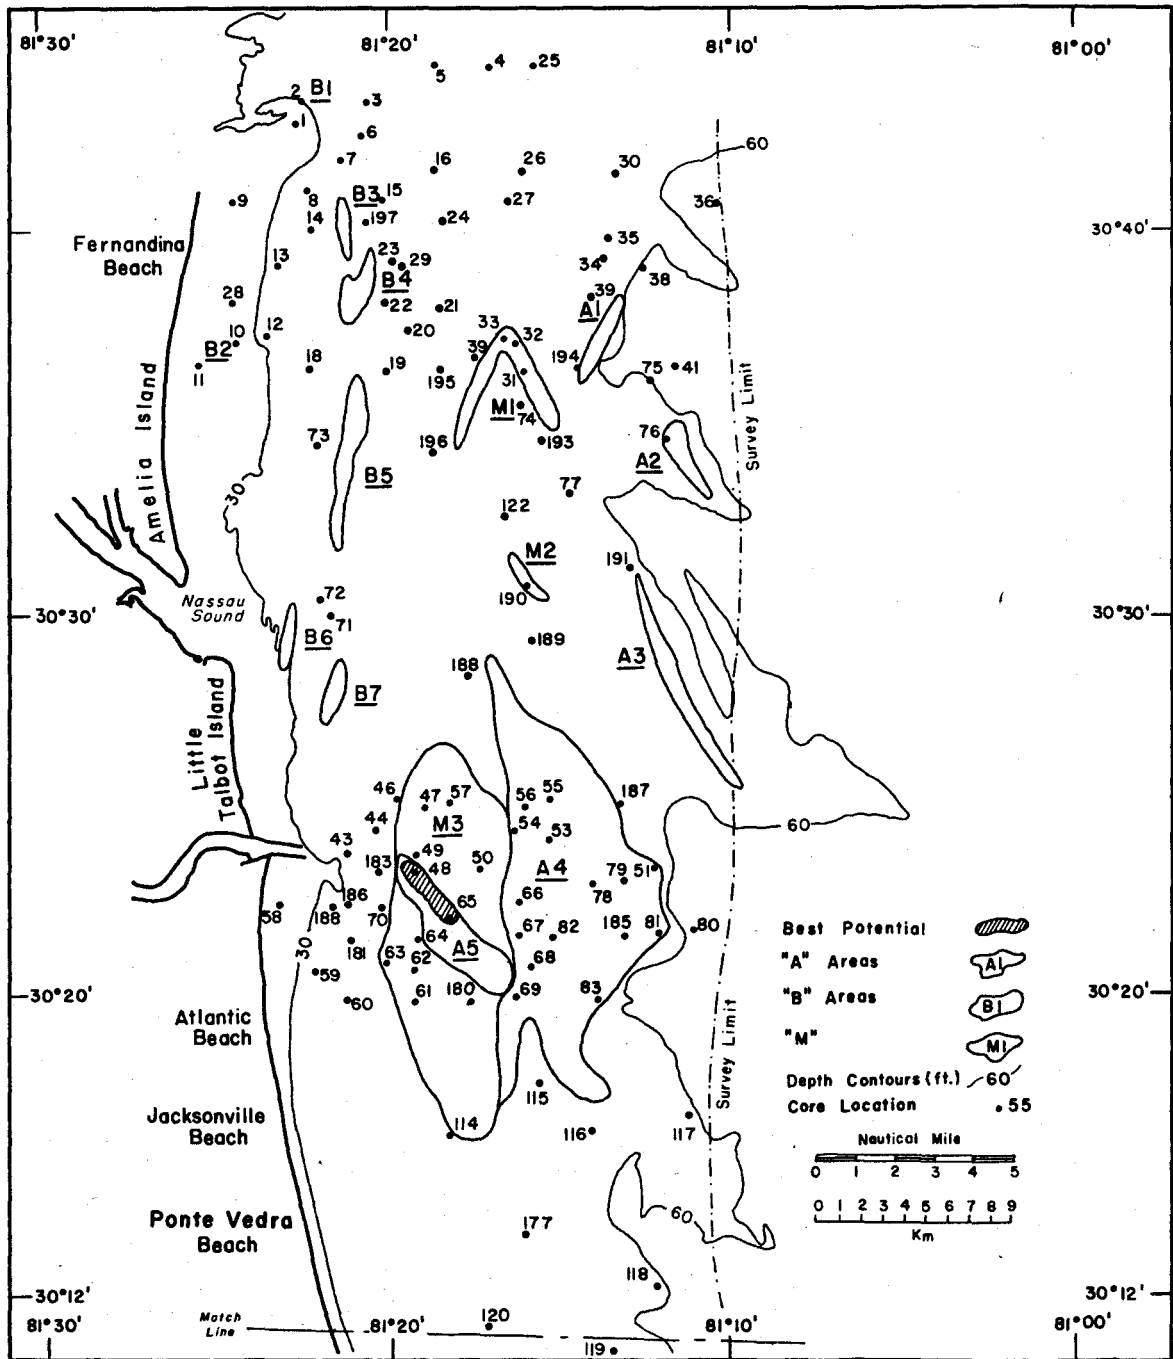 81°30'
81°20'
81°10'
81°00'
4
25
5
2
B1
3
1
6
7
16
26
30
60
9
8
B3
15
27
36
14
197
24
30°40'
Fernandina
Beach
35
13
23
29
34
38
B4
28
22
21
39
A1
10
12
20
33
32
B2
39
11
18
19
195
31
194
75
41
M1
74
Amelia Island
73
196
193
76
A2
Survey Limit
B5
30
77
122
M2
191
190
72
Nassau
Sound
30°30'
71
30°30'
189
B6
A3
188
B7
Little
Talbot Island
46
47
57
56
55
187
M3
44
54
53
60
43
49
183
48
50
A4
79
51
78
186
65
66
58
188
70
67
82
185
81
80
64
A5
Best Potential
181
30
63
62
68
"A" Areas
A1
59
30°20'
60
61
180
69
83
30°20'
"B" Areas
B1
Atlantic
Beach
"M"
M1
Survey Limit
Depth Contours (ft.) 60
115
Core Location 55
Jacksonville
Beach
114
116
117
Nautical Mile
0 1 2 3 4 5
Ponte Vedra
Beach
177
60
0 1 2 3 4 5 6 7 8 9
Km
118
30°12'
30°12'
Match
Line
81°30'
81°20'
120
81°10'
81°00'
119